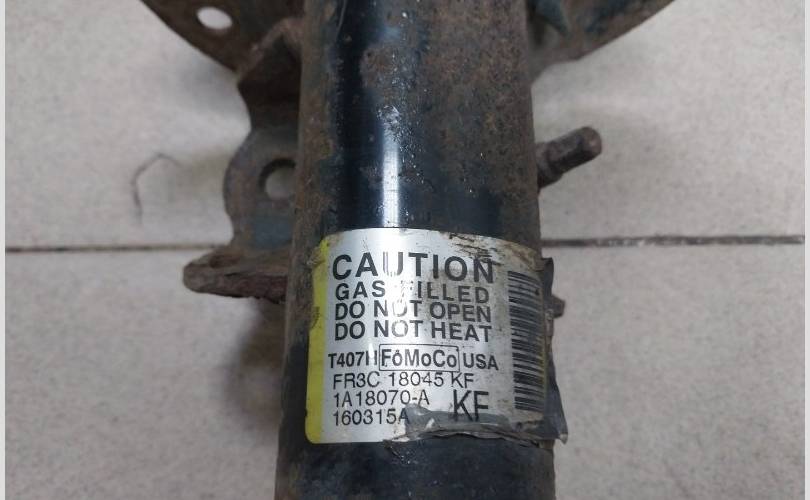 CAUTION
GAS FILLED
DO NOT OPEN
DO NOT HEAT
T407H FoMoCo USA
FR3C 18045 KF
1A18070-A
160315A KF